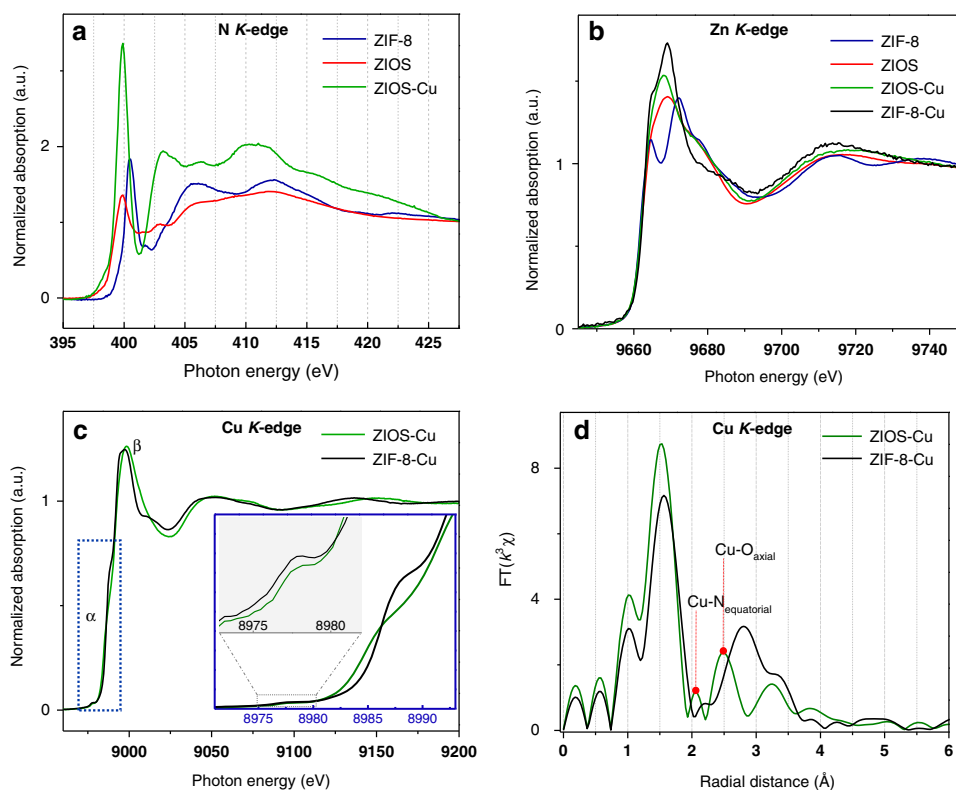 a
N K-edge
ZIF-8
ZIOS
ZIOS-Cu
Normalized absorption (a.u.)
2
1
0
395 400 405 410 415 420 425
Photon energy (eV)
b
Zn K-edge
ZIF-8
ZIOS
ZIOS-Cu
ZIF-8-Cu
Normalized absorption (a.u.)
1
0
9660 9680 9700 9720 9740
Photon energy (eV)
c
Cu K-edge
ZIOS-Cu
ZIF-8-Cu
β
α
Normalized absorption (a.u.)
1
0
8975 8980
8975 8980 8985 8990
9000 9050 9100 9150 9200
Photon energy (eV)
d
Cu K-edge
ZIOS-Cu
ZIF-8-Cu
Cu-Oaxial
Cu-Nequatorial
FT(k³χ)
8
4
0
0 1 2 3 4 5 6
Radial distance (Å)